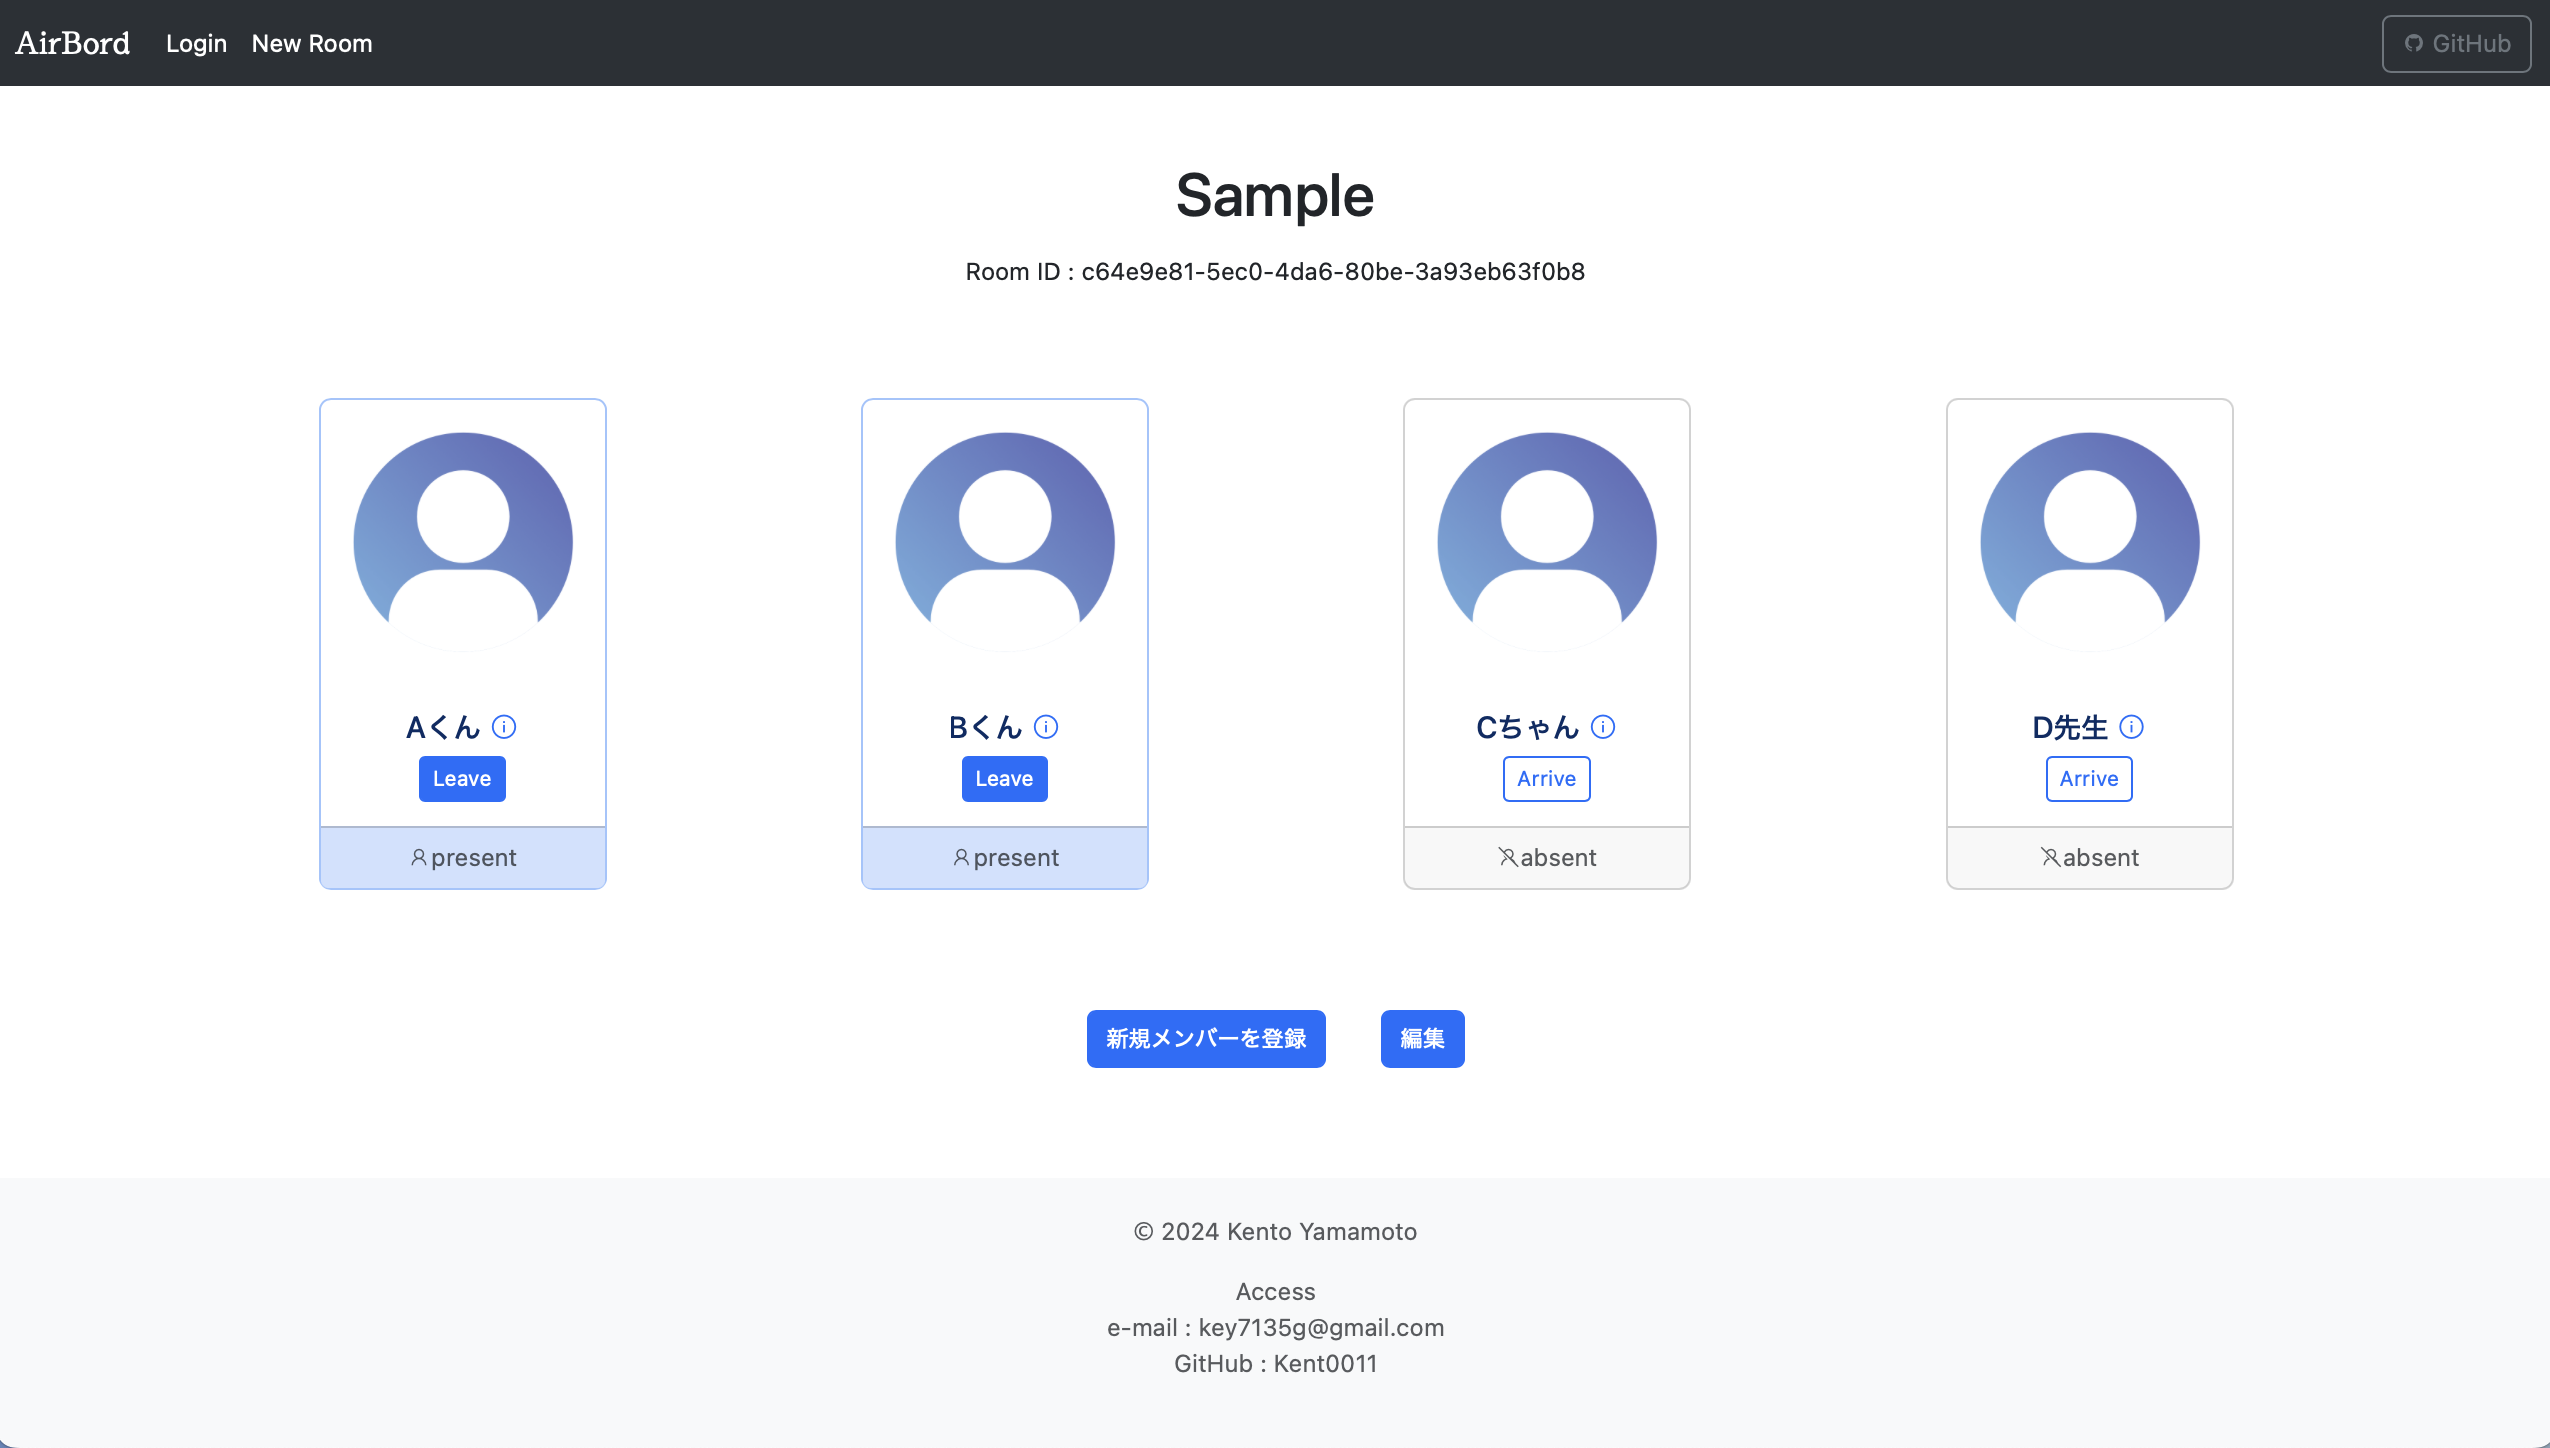 AirBord Login New Room GitHub
Sample
Room ID : c64e9e81-5ec0-4da6-80be-3a93eb63f0b8
Aくん
Leave
present
Bくん
Leave
present
Cちゃん
Arrive
absent
D先生
Arrive
absent
新規メンバーを登録 編集
© 2024 Kento Yamamoto
Access
e-mail : key7135g@gmail.com
GitHub : Kent0011